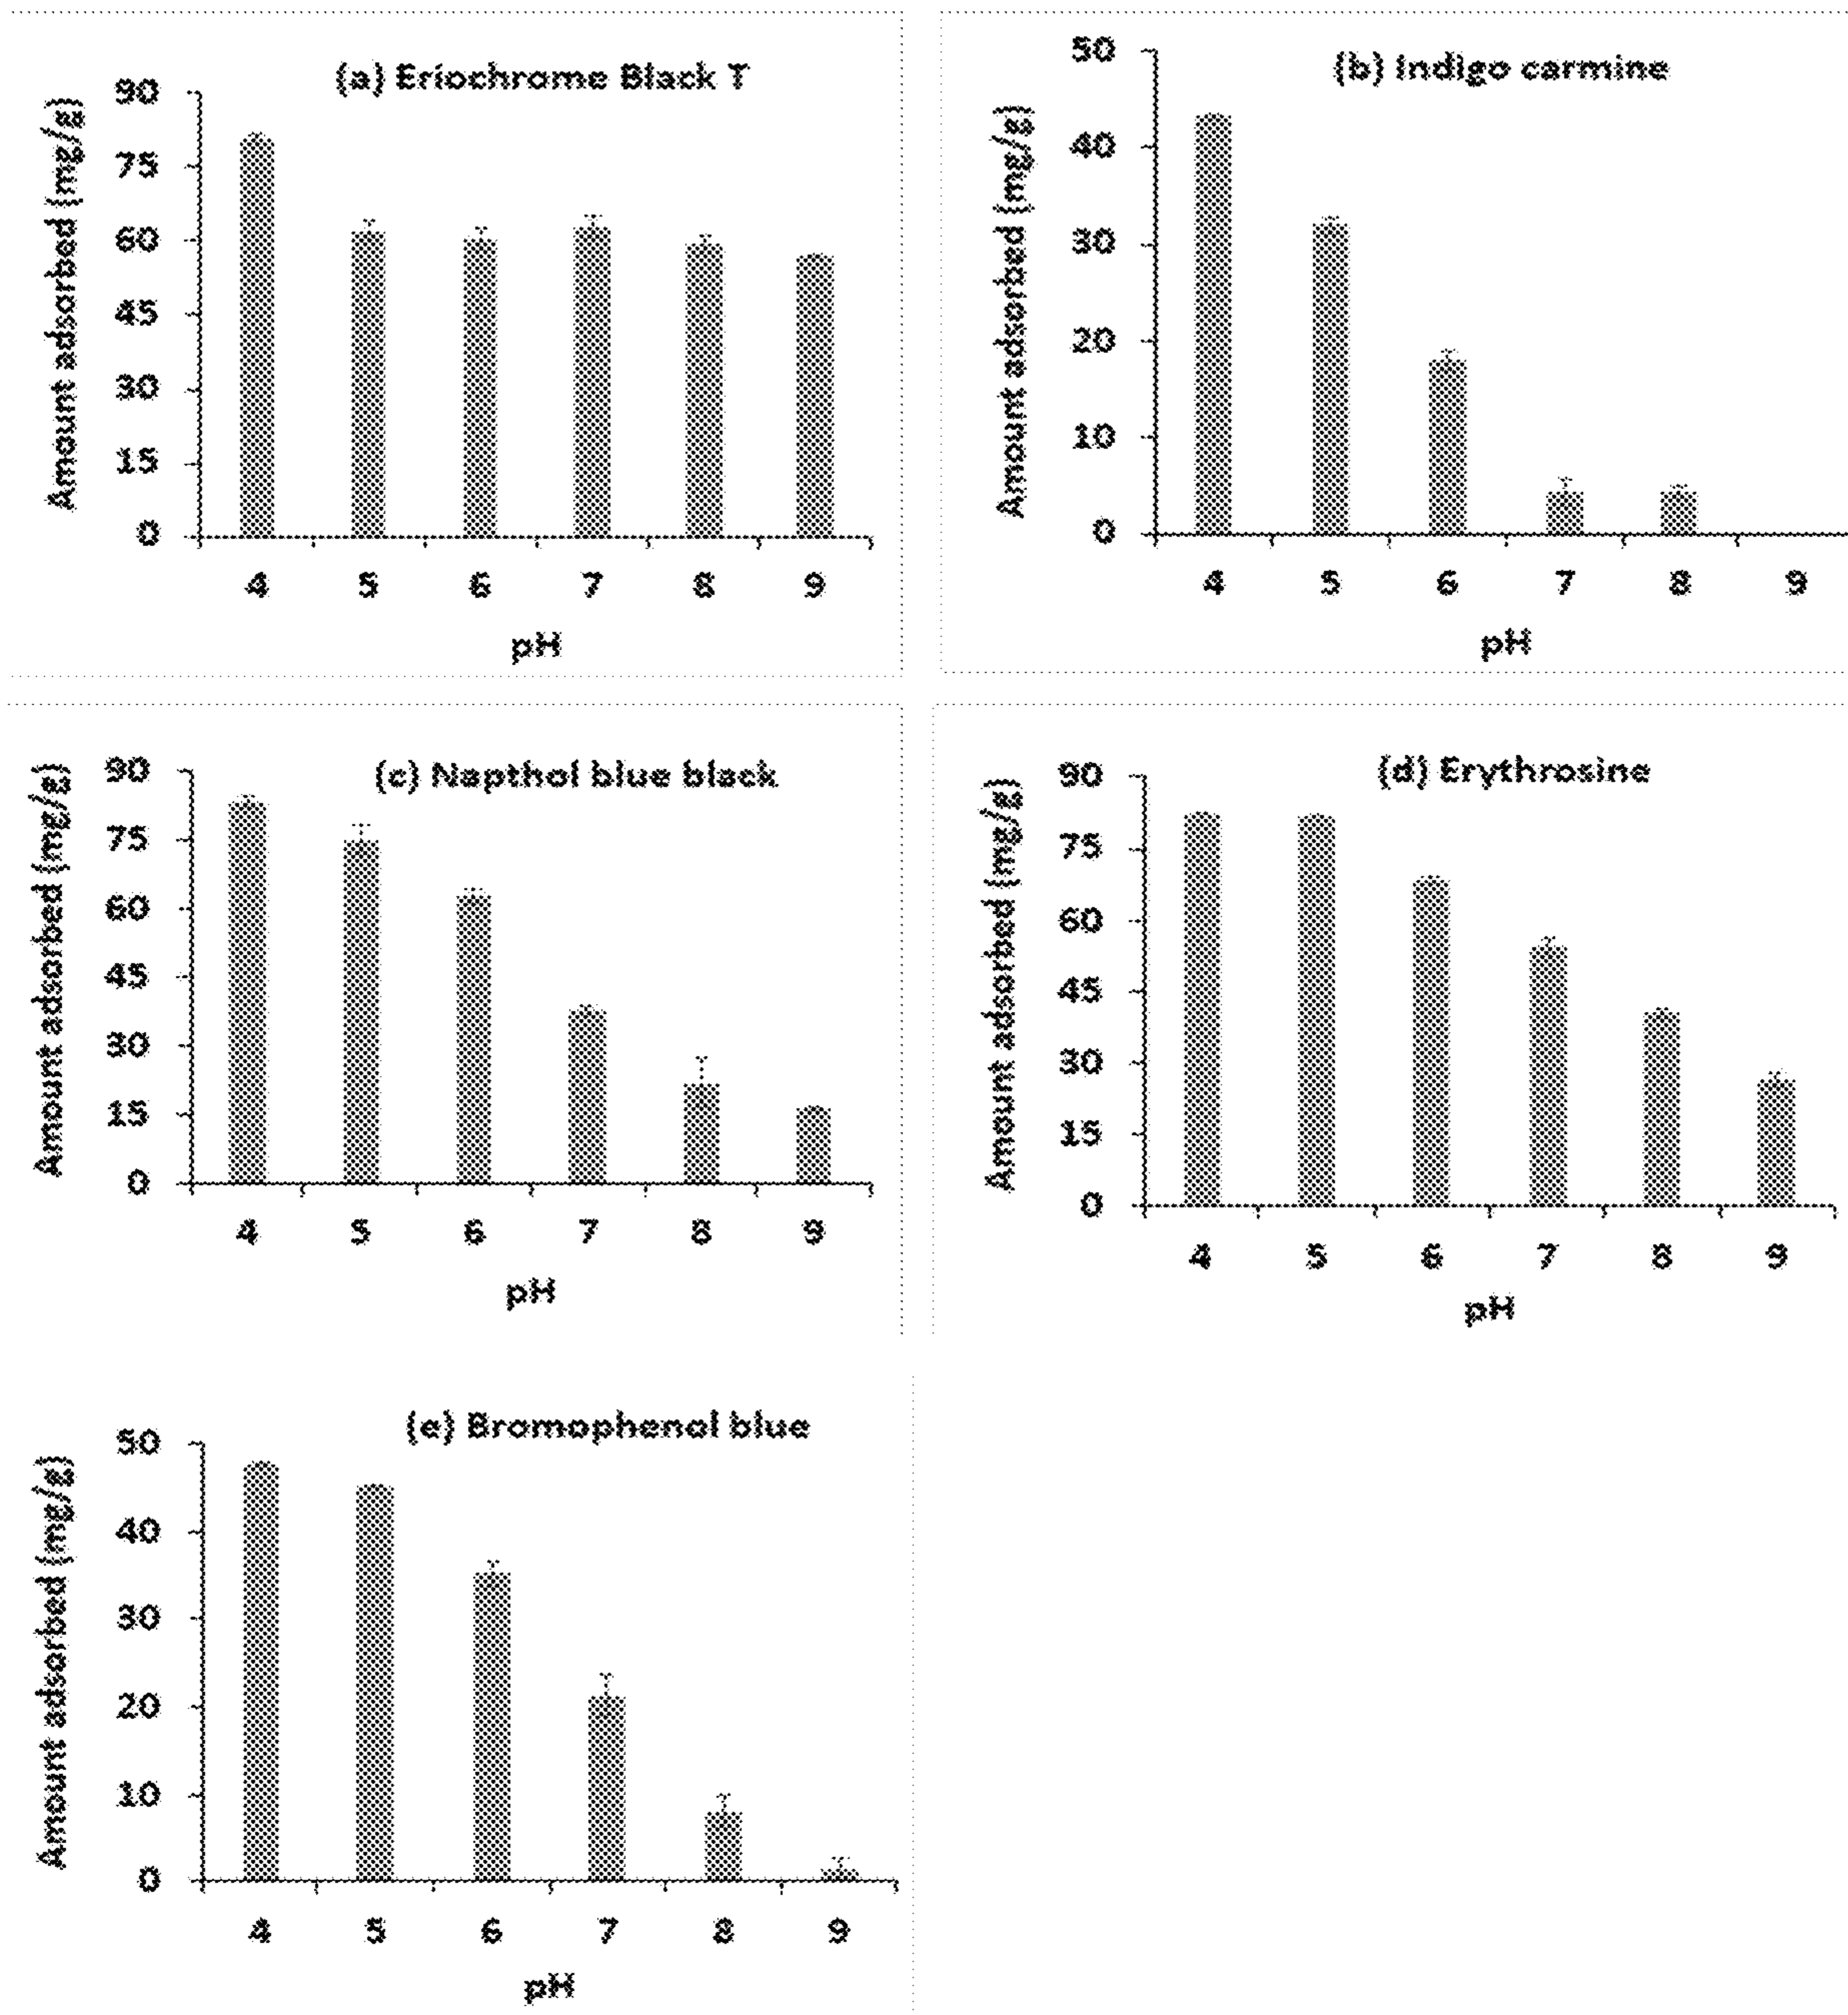 (a) Eriochrome Black T
Amount adsorbed (mg/g)
90
75
60
45
30
15
0
4 5 6 7 8 9
pH
(b) Indigo carmine
Amount adsorbed (mg/g)
50
40
30
20
10
0
4 5 6 7 8 9
pH
(c) Napthol blue black
Amount adsorbed (mg/g)
90
75
60
45
30
15
0
4 5 6 7 8 9
pH
(d) Erythrosine
Amount adsorbed (mg/g)
90
75
60
45
30
15
0
4 5 6 7 8 9
pH
(e) Bromophenol blue
Amount adsorbed (mg/g)
50
40
30
20
10
0
4 5 6 7 8 9
pH